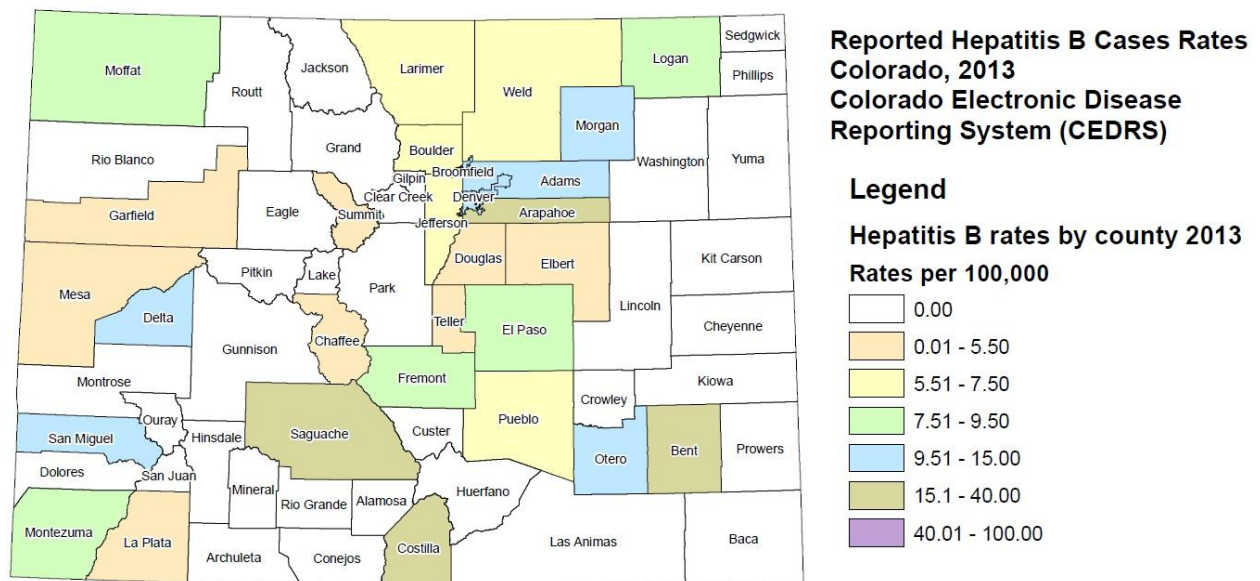 Reported Hepatitis B Cases Rates
Colorado, 2013
Colorado Electronic Disease
Reporting System (CEDRS)
Legend
Hepatitis B rates by county 2013
Rates per 100,000
0.00
0.01 - 5.50
5.51 - 7.50
7.51 - 9.50
9.51 - 15.00
15.1 - 40.00
40.01 - 100.00
Sedgwick
Logan
Jackson
Larimer
Moffat
Phillips
Routt
Weld
Morgan
Grand
Boulder
Rio Blanco
Washington
Yuma
Broomfield
Gilpin
Adams
Clear Creek
Denver
Eagle
Summit
Arapahoe
Garfield
Jefferson
Douglas
Elbert
Kit Carson
Pitkin
Lake
Park
Mesa
Lincoln
Delta
Teller
El Paso
Cheyenne
Chaffee
Gunnison
Fremont
Montrose
Kiowa
Crowley
Ouray
Pueblo
Custer
San Miguel
Hinsdale
Saguache
Otero
Bent
Prowers
Dolores
San Juan
Mineral
Rio Grande
Alamosa
Huerfano
Montezuma
La Plata
Costilla
Las Animas
Baca
Archuleta
Conejos